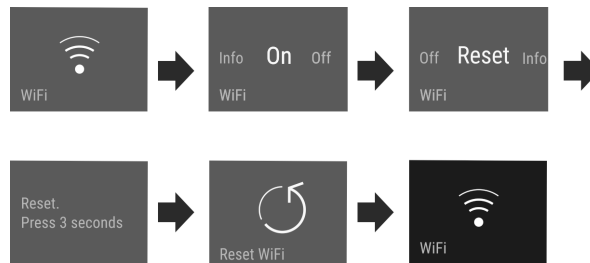 WiFi
Info On Off
WiFi
Off Reset Info
WiFi
Reset.
Press 3 seconds
Reset WiFi
WiFi